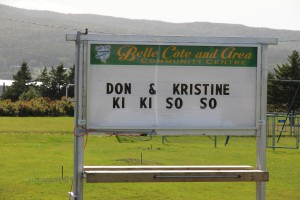 Belle Cote and Area
COMMUNITY CENTRE
DON & KRISTINE
KI KI SO SO